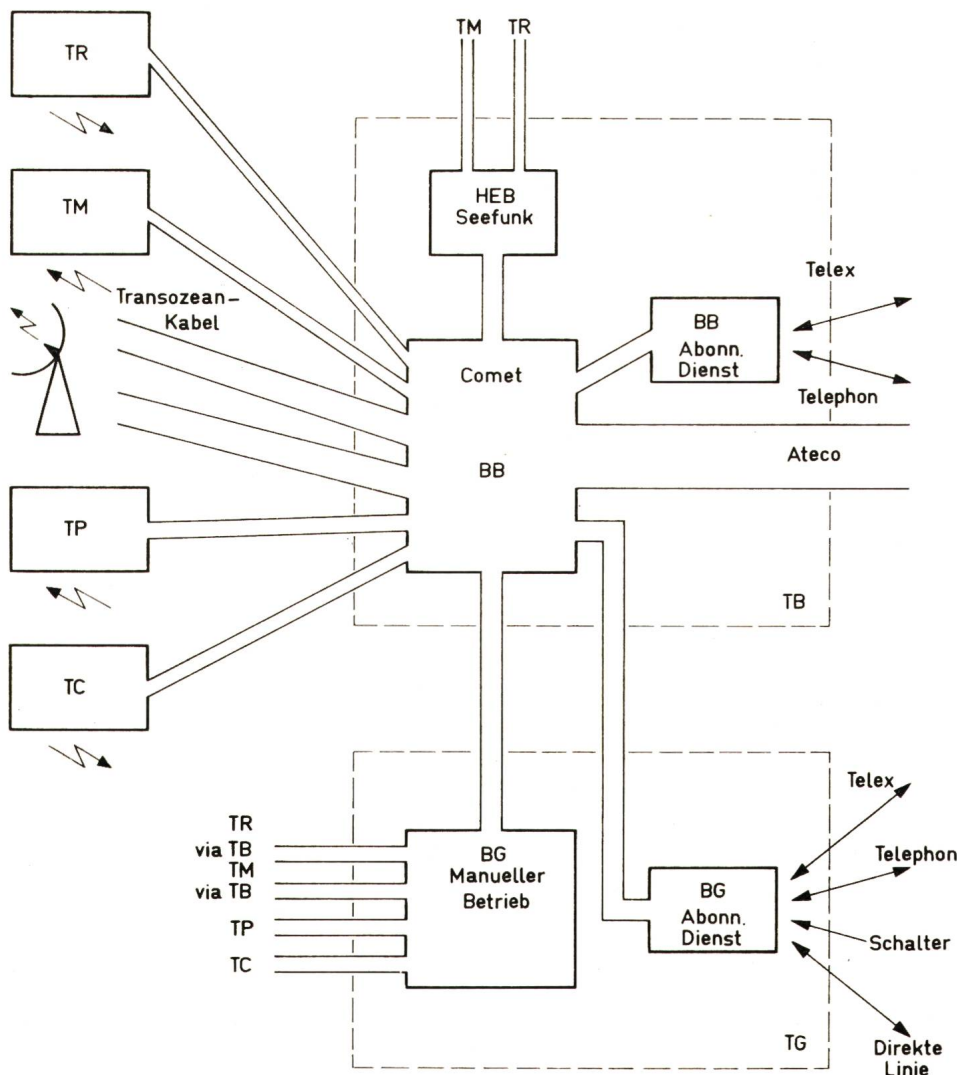 TR
TM
TR
HEB
Seefunk
TM
Transozean-
Kabel
Telex
BB
Abonn.
Dienst
Comet
Telephon
Ateco
BB
TP
TB
TC
Telex
TR
via TB
TM
via TB
TP
TC
BG
Manueller
Betrieb
Telephon
BG
Abonn.
Dienst
Schalter
TG
Direkte
Linie